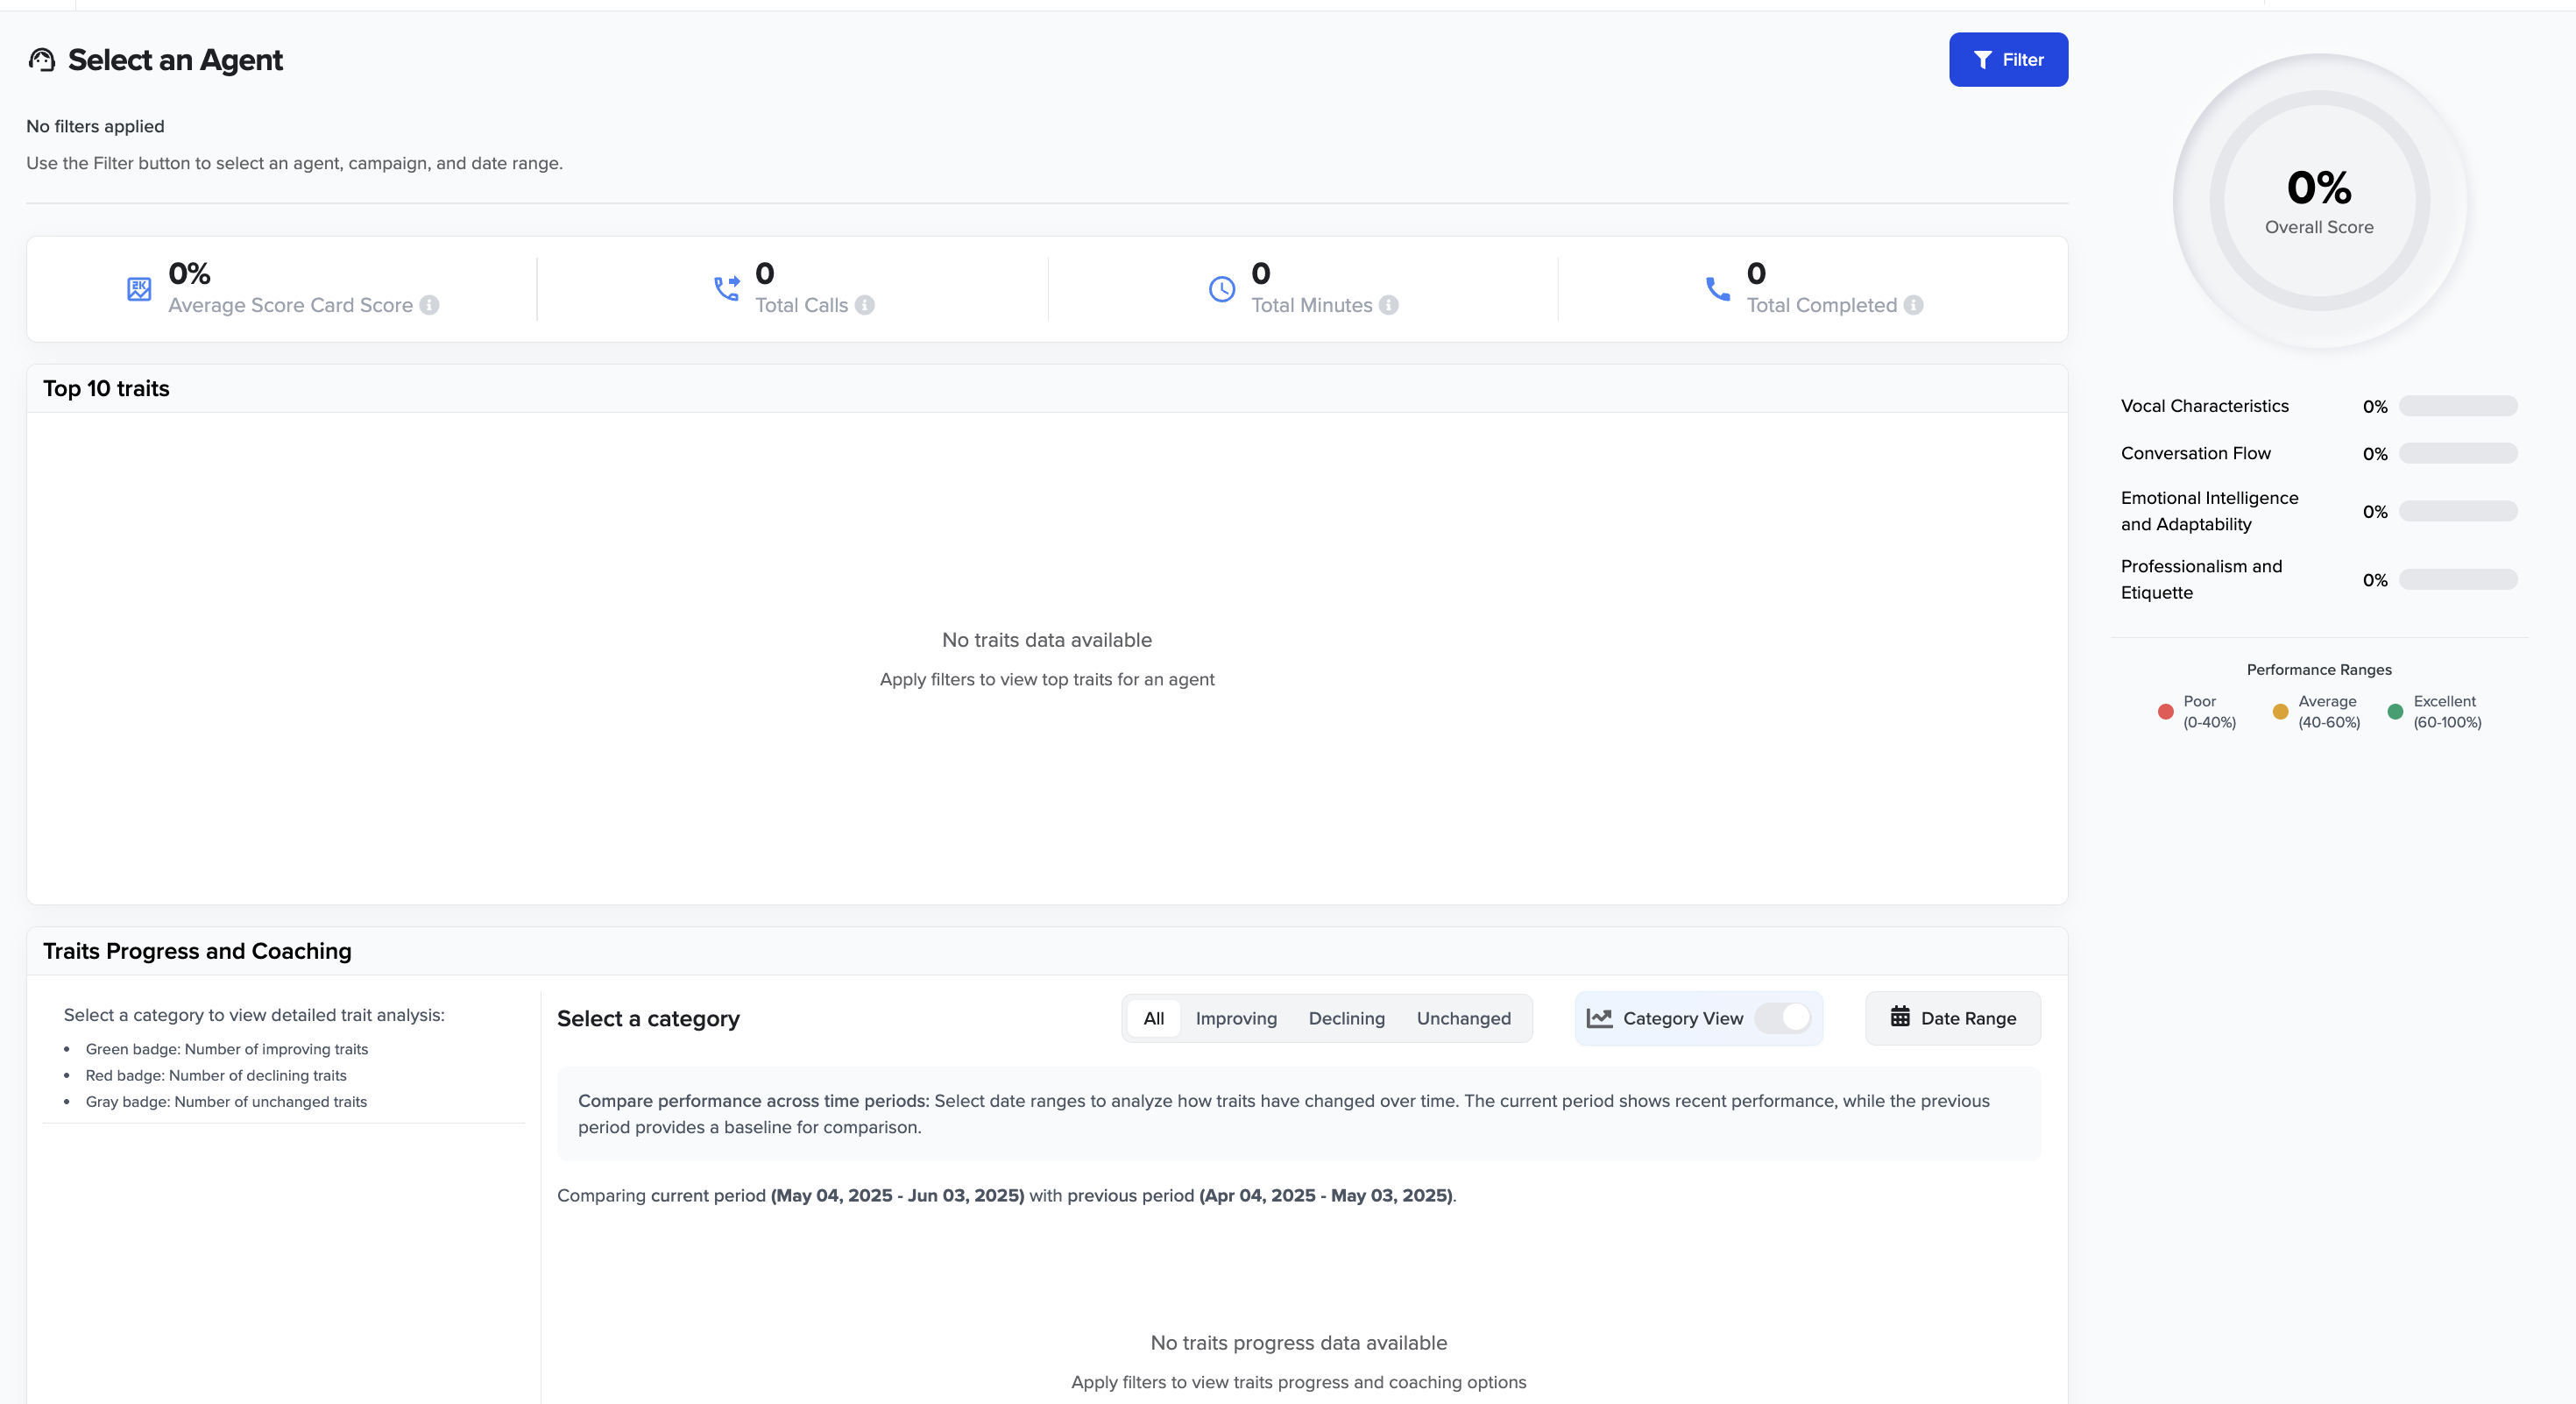 Select an Agent
Filter
No filters applied
Use the Filter button to select an agent, campaign, and date range.
0%
Average Score Card Score
0
Total Calls
0
Total Minutes
0
Total Completed
Top 10 traits
No traits data available
Apply filters to view top traits for an agent
Traits Progress and Coaching
Select a category to view detailed trait analysis:
• Green badge: Number of improving traits
• Red badge: Number of declining traits
• Gray badge: Number of unchanged traits
Select a category
All Improving Declining Unchanged
Category View
Date Range
Compare performance across time periods: Select date ranges to analyze how traits have changed over time. The current period shows recent performance, while the previous
period provides a baseline for comparison.
Comparing current period (May 04, 2025 - Jun 03, 2025) with previous period (Apr 04, 2025 - May 03, 2025).
No traits progress data available
Apply filters to view traits progress and coaching options
0%
Overall Score
Vocal Characteristics 0%
Conversation Flow 0%
Emotional Intelligence
and Adaptability 0%
Professionalism and
Etiquette 0%
Performance Ranges
Poor
(0-40%)
Average
(40-60%)
Excellent
(60-100%)